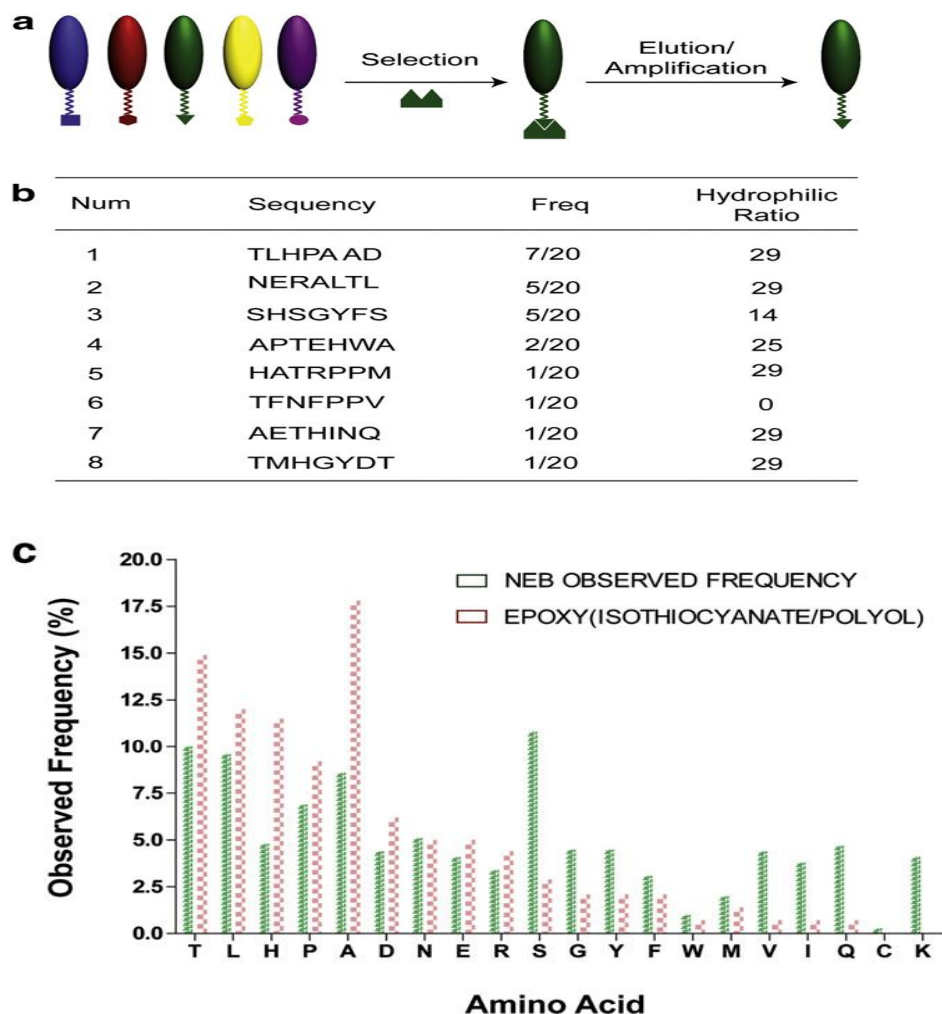 a
Selection
Elution/
Amplification
b
Num Sequency Freq Hydrophilic
Ratio
1 TLHPA AD 7/20 29
2 NERALTL 5/20 29
3 SHSGYFS 5/20 14
4 APTEHWA 2/20 25
5 HATRPPM 1/20 29
6 TFNFPPV 1/20 0
7 AETHINQ 1/20 29
8 TMHGYDT 1/20 29
c
Observed Frequency (%)
20.0
17.5
15.0
12.5
10.0
7.5
5.0
2.5
0.0
NEB OBSERVED FREQUENCY
EPOXY(ISOTHIOCYANATE/POLYOL)
T L H P A D N E R S G Y F W M V I Q C K
Amino Acid